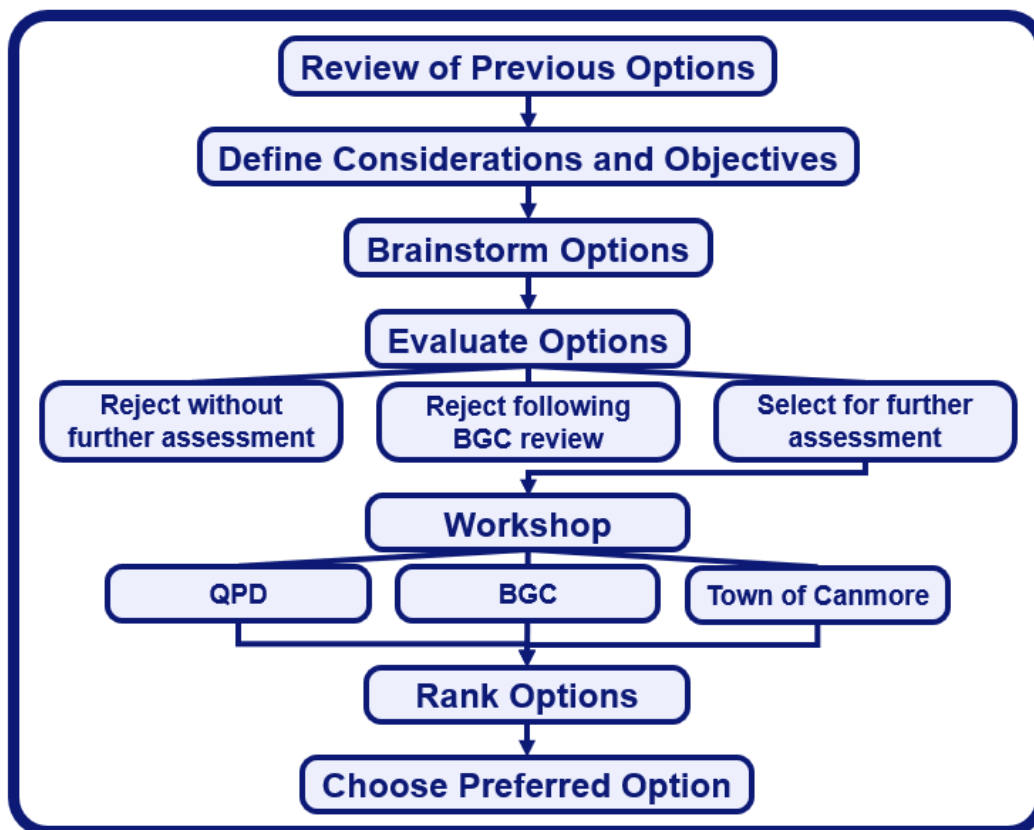 Review of Previous Options
Define Considerations and Objectives
Brainstorm Options
Evaluate Options
Reject without
further assessment
Reject following
BGC review
Select for further
assessment
Workshop
QPD
BGC
Town of Canmore
Rank Options
Choose Preferred Option